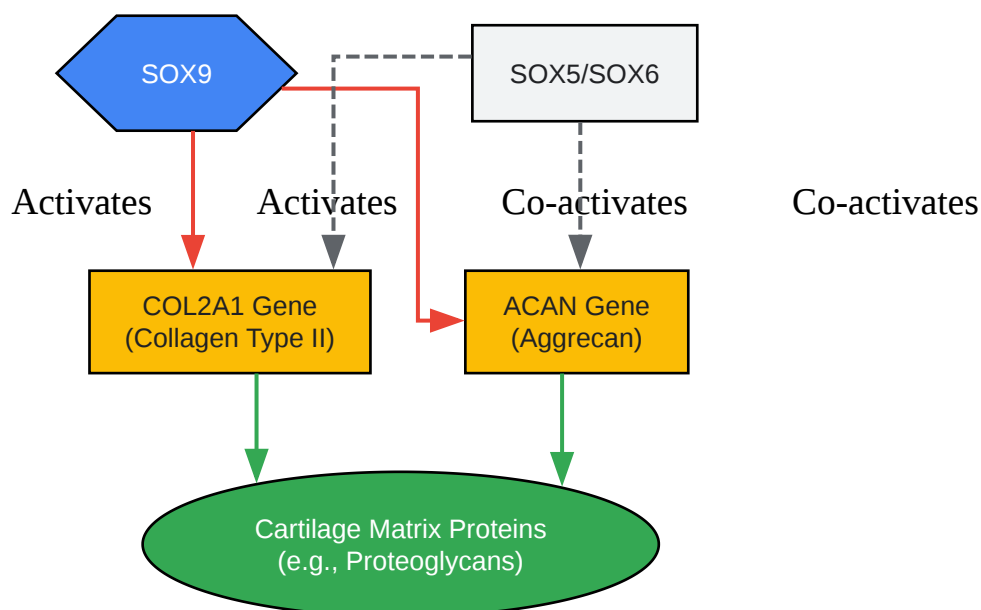 SOX9
SOX5/SOX6
Activates
Activates
Co-activates
Co-activates
COL2A1 Gene
(Collagen Type II)
ACAN Gene
(Aggrecan)
Cartilage Matrix Proteins
(e.g., Proteoglycans)